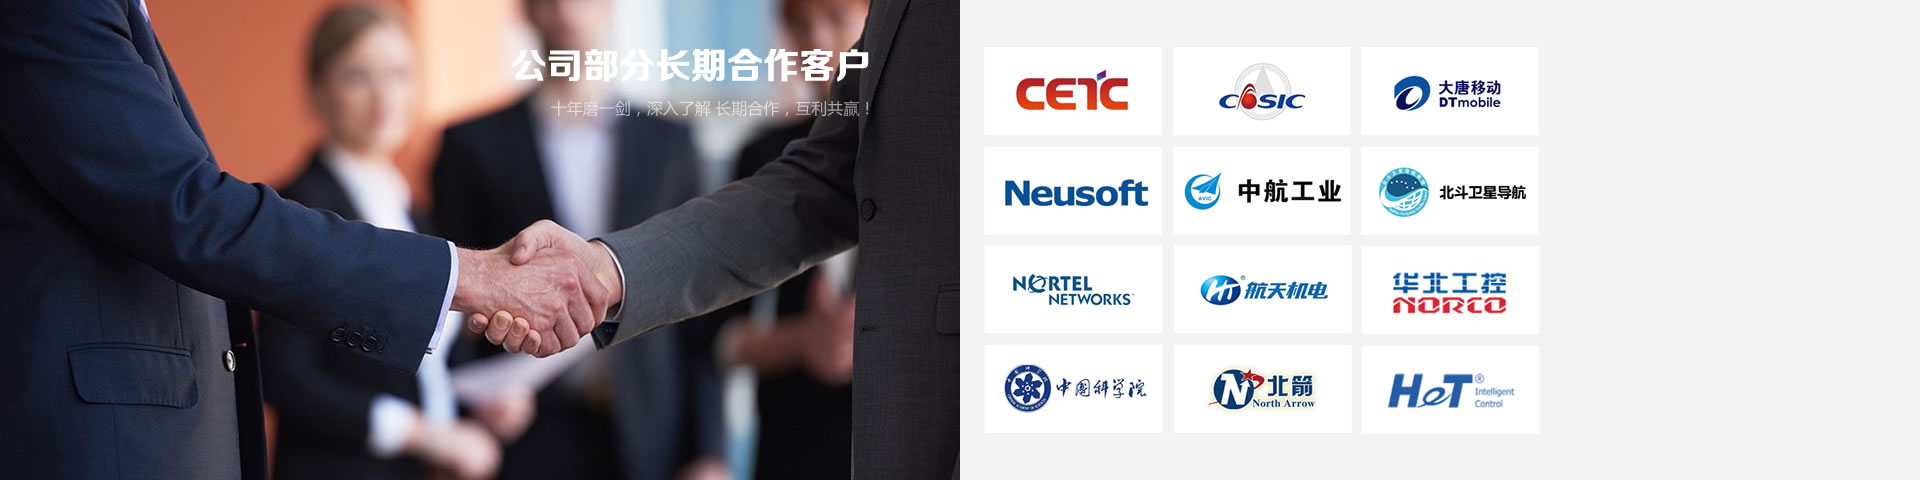 公司部分长期合作客户
十年磨一剑，深入了解 长期合作，互利共赢！
CETC
CASIC
大唐移动
DTmobile
Neusoft
AVIC
中航工业
北斗卫星导航
NORTEL
NETWORKS
HT® 航天机电
华北工控
NORCO
中国科学院
北箭
North Arrow
HeT® Intelligent
Control